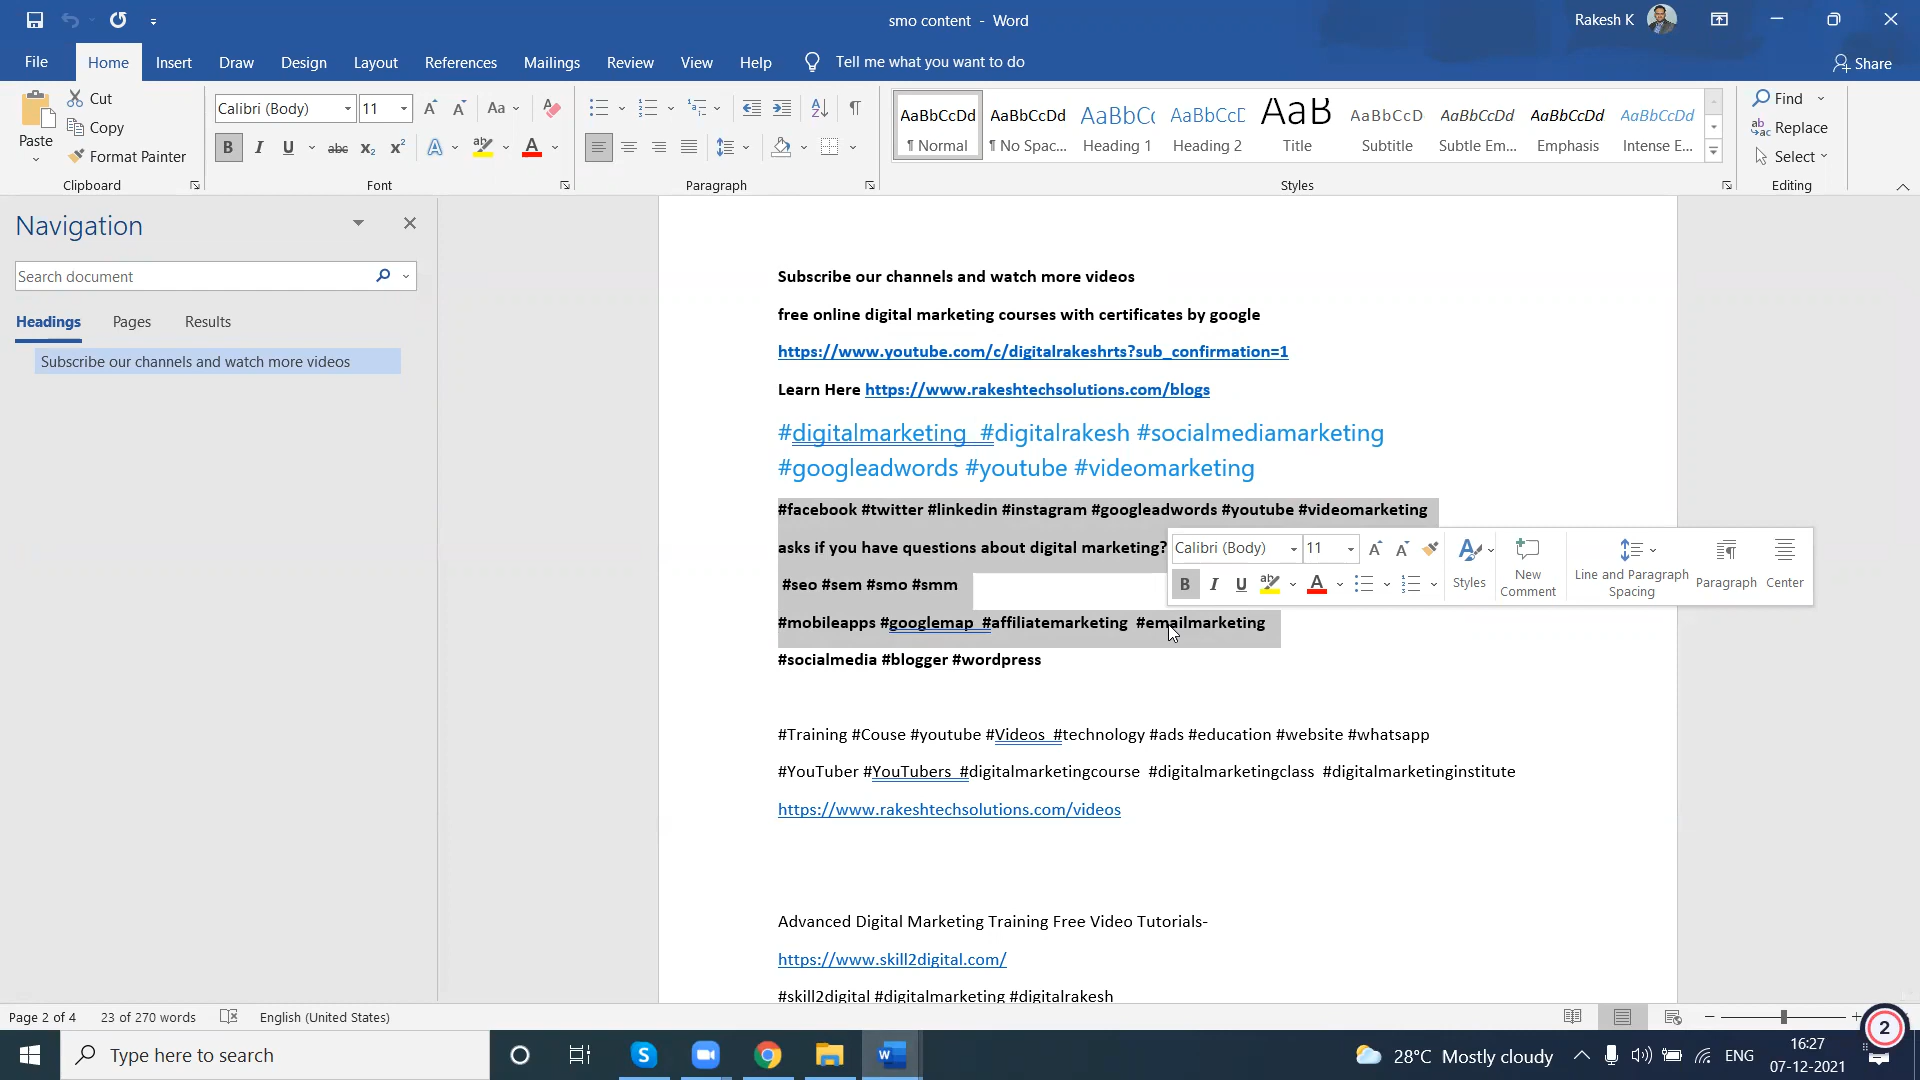 smo content - Word
Rakesh K
File Home Insert Draw Design Layout References Mailings Review View Help Tell me what you want to do Share
Paste Cut Copy Format Painter
Clipboard
Calibri (Body) 11 Aa
B I U abc x₂ x² A ab A
Font
Paragraph
AaBbCcDd AaBbCcDd AaBbCc AaBbCcE AaB AaBbCcD AaBbCcDd AaBbCcDd AaBbCcDd
¶ Normal ¶ No Spac... Heading 1 Heading 2 Title Subtitle Subtle Em... Emphasis Intense E...
Styles
Find
Replace
Select
Editing
Navigation
Search document
Headings Pages Results
Subscribe our channels and watch more videos
Subscribe our channels and watch more videos
free online digital marketing courses with certificates by google
https://www.youtube.com/c/digitalrakeshrts?sub_confirmation=1
Learn Here https://www.rakeshtechsolutions.com/blogs
#digitalmarketing #digitalrakesh #socialmediamarketing
#googleadwords #youtube #videomarketing
#facebook #twitter #linkedin #instagram #googleadwords #youtube #videomarketing
asks if you have questions about digital marketing?
#seo #sem #smo #smm
#mobileapps #googlemap #affiliatemarketing #emailmarketing
#socialmedia #blogger #wordpress
Calibri (Body) 11
B I U ab A
Styles
New Comment
Line and Paragraph Spacing
Paragraph
Center
#Training #Couse #youtube #Videos #technology #ads #education #website #whatsapp
#YouTuber #YouTubers #digitalmarketingcourse #digitalmarketingclass #digitalmarketinginstitute
https://www.rakeshtechsolutions.com/videos
Advanced Digital Marketing Training Free Video Tutorials-
https://www.skill2digital.com/
#skill2digital #digitalmarketing #digitalrakesh
Page 2 of 4 23 of 270 words English (United States)
2
Type here to search
28°C Mostly cloudy
ENG
16:27
07-12-2021